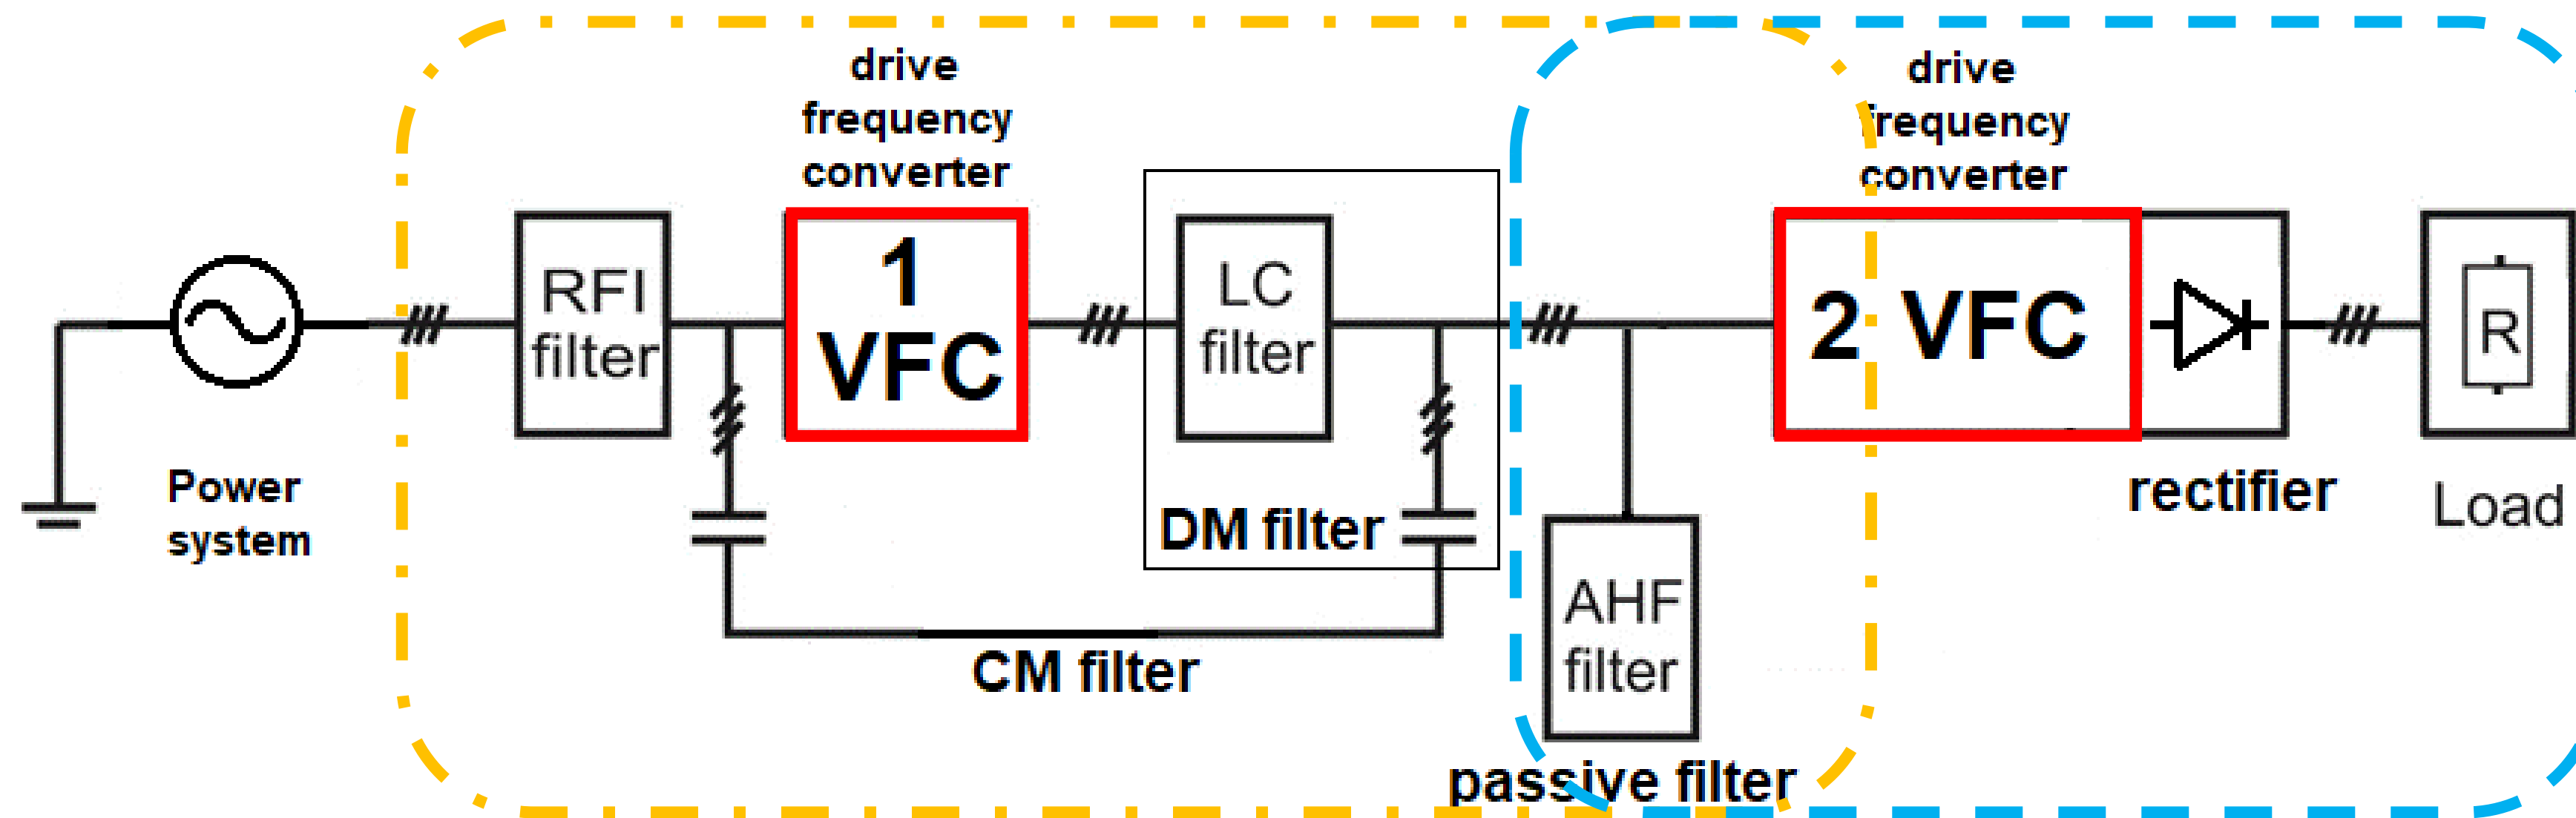 drive
frequency
converter
drive
frequency
converter
RFI
filter
1
VFC
LC
filter
2 VFC
R
Power
system
DM filter
rectifier
Load
AHF
filter
CM filter
passive filter